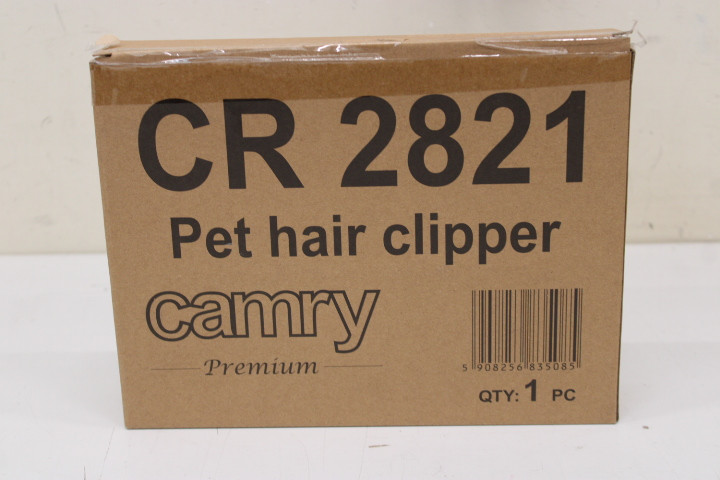 CR 2821
Pet hair clipper
camry
Premium
5 908256 835085
QTY: 1 PC